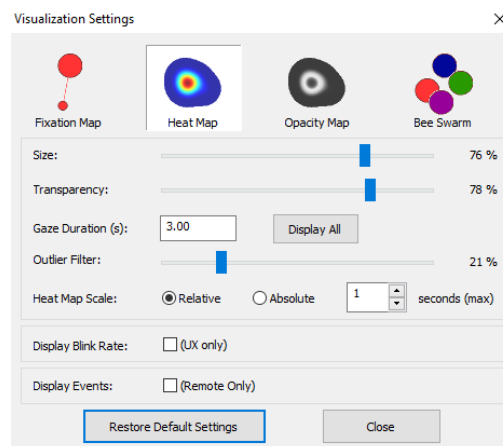 Visualization Settings
Fixation Map
Heat Map
Opacity Map
Bee Swarm
Size: 76 %
Transparency: 78 %
Gaze Duration (s): 3.00 Display All
Outlier Filter: 21 %
Heat Map Scale: Relative Absolute 1 seconds (max)
Display Blink Rate: (UX only)
Display Events: (Remote Only)
Restore Default Settings Close